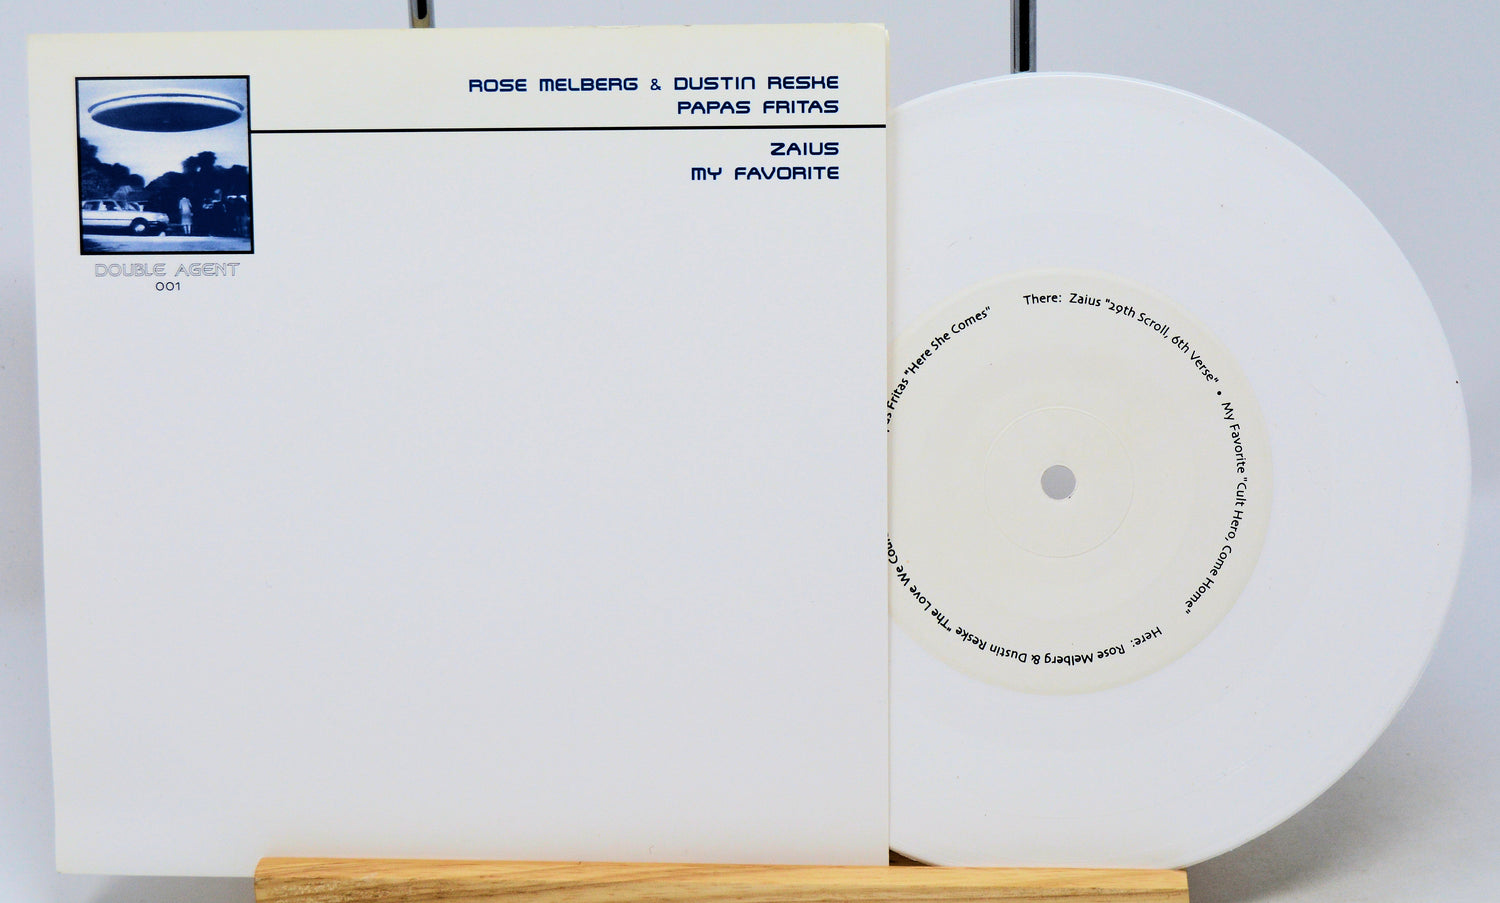 ROSE MELBERG & DUSTIN RESKE
PAPAS FRITAS
ZAIUS
MY FAVORITE
DOUBLE AGENT
001
There: Zaius "29th Scroll, 6th Verse" • My Favorite "Cult Hero, Come Home"
Here: Rose Melberg & Dustin Reske "The Love We
Fritas "Here She Comes"